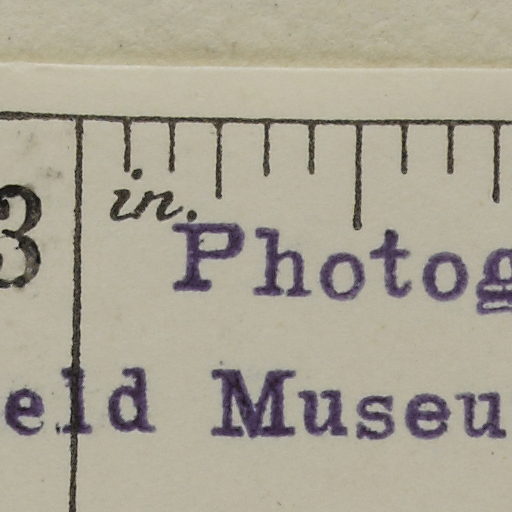 3
in.
Photog
eld Museu